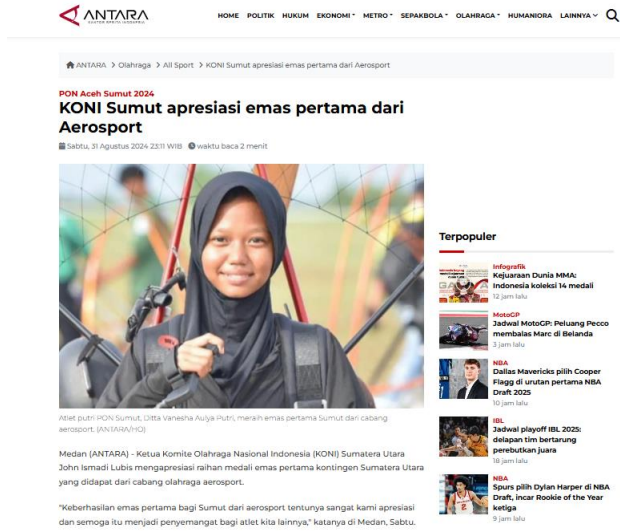 ANTARA
KANTOR BERITA INDONESIA
HOME POLITIK HUKUM EKONOMI METRO SEPAKBOLA OLAHRAGA HUMANIORA LAINNYA
ANTARA > Olahraga > All Sport > KONI Sumut apresiasi emas pertama dari Aerosport
PON Aceh Sumut 2024
KONI Sumut apresiasi emas pertama dari
Aerosport
Sabtu, 31 Agustus 2024 23:11 WIB waktu baca 2 menit
Atlet putri PON Sumut, Ditta Vanesha Aulya Putri, meraih emas pertama Sumut dari cabang
aerosport. (ANTARA/HO)
Medan (ANTARA) - Ketua Komite Olahraga Nasional Indonesia (KONI) Sumatera Utara
John Ismadi Lubis mengapresiasi raihan medali emas pertama kontingen Sumatera Utara
yang didapat dari cabang olahraga aerosport.
"Keberhasilan emas pertama bagi Sumut dari aerosport tentunya sangat kami apresiasi
dan semoga itu menjadi penyemangat bagi atlet kita lainnya," katanya di Medan, Sabtu.
Terpopuler
Infografik
Kejuaraan Dunia MMA:
Indonesia koleksi 14 medali
12 jam lalu
MotoGP
Jadwal MotoGP: Peluang Pecco
membalas Marc di Belanda
3 jam lalu
NBA
Dallas Mavericks pilih Cooper
Flagg di urutan pertama NBA
Draft 2025
10 jam lalu
IBL
Jadwal playoff IBL 2025:
delapan tim bertarung
perebutkan juara
18 jam lalu
NBA
Spurs pilih Dylan Harper di NBA
Draft, incar Rookie of the Year
ketiga
9 jam lalu